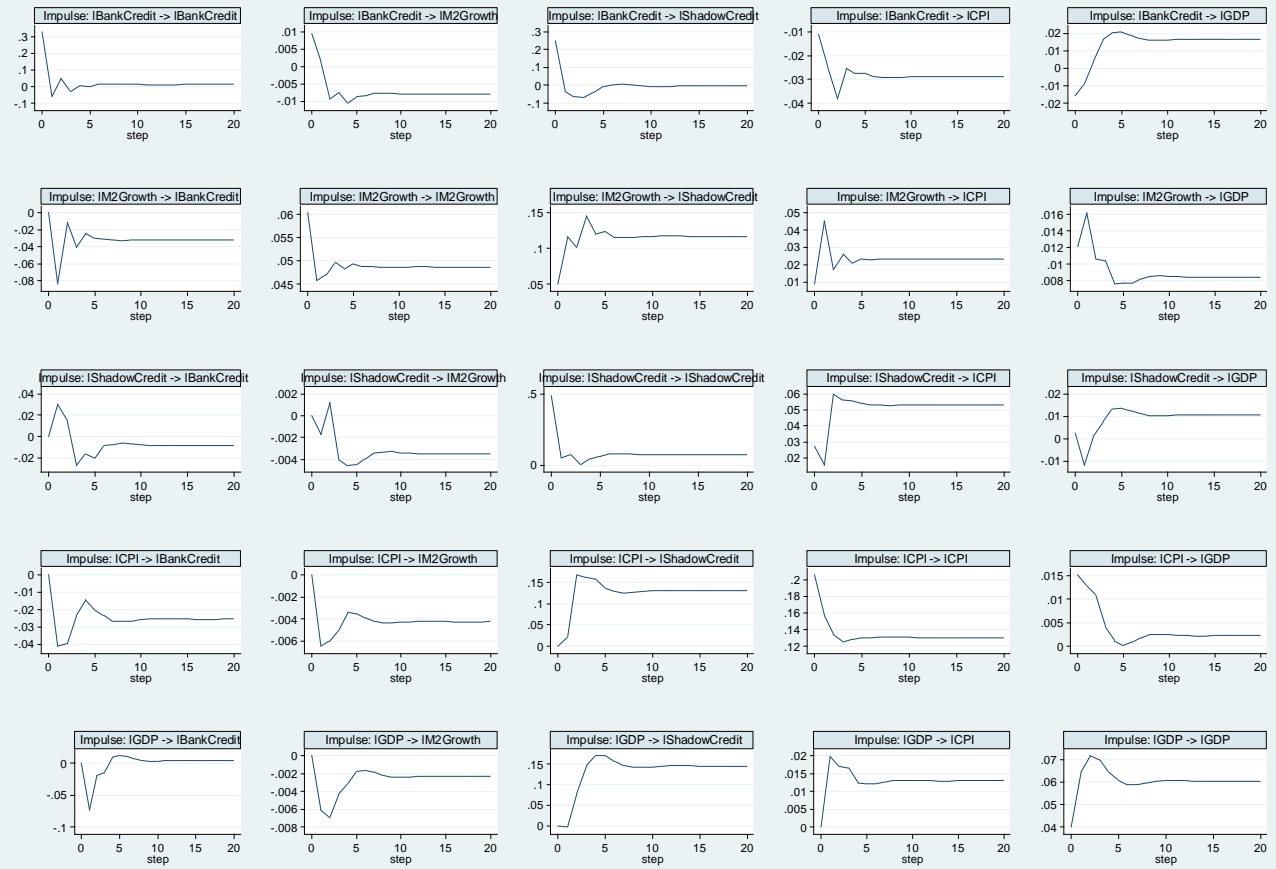 Impulse: lBankCredit -> lBankCredit
.3
.2
.1
0
-.1
0 5 10 15 20
step
Impulse: lBankCredit -> lM2Growth
.01
.005
0
-.005
-.01
0 5 10 15 20
step
Impulse: lBankCredit -> lShadowCredit
.3
.2
.1
0
-.1
0 5 10 15 20
step
Impulse: lBankCredit -> lCPI
-.01
-.02
-.03
-.04
0 5 10 15 20
step
Impulse: lBankCredit -> lGDP
.02
.01
0
-.01
-.02
0 5 10 15 20
step
Impulse: lM2Growth -> lBankCredit
0
-.02
-.04
-.06
-.08
0 5 10 15 20
step
Impulse: lM2Growth -> lM2Growth
.06
.055
.05
.045
0 5 10 15 20
step
Impulse: lM2Growth -> lShadowCredit
.15
.1
.05
0 5 10 15 20
step
Impulse: lM2Growth -> lCPI
.05
.04
.03
.02
.01
0 5 10 15 20
step
Impulse: lM2Growth -> lGDP
.016
.014
.012
.01
.008
0 5 10 15 20
step
Impulse: lShadowCredit -> lBankCredit
.04
.02
0
-.02
0 5 10 15 20
step
Impulse: lShadowCredit -> lM2Growth
.002
0
-.002
-.004
0 5 10 15 20
step
Impulse: lShadowCredit -> lShadowCredit
.5
0
0 5 10 15 20
step
Impulse: lShadowCredit -> lCPI
.06
.05
.04
.03
.02
0 5 10 15 20
step
Impulse: lShadowCredit -> lGDP
.02
.01
0
-.01
0 5 10 15 20
step
Impulse: lCPI -> lBankCredit
0
-.01
-.02
-.03
-.04
0 5 10 15 20
step
Impulse: lCPI -> lM2Growth
0
-.002
-.004
-.006
0 5 10 15 20
step
Impulse: lCPI -> lShadowCredit
.15
.1
.05
0
0 5 10 15 20
step
Impulse: lCPI -> lCPI
.2
.18
.16
.14
.12
0 5 10 15 20
step
Impulse: lCPI -> lGDP
.015
.01
.005
0
0 5 10 15 20
step
Impulse: lGDP -> lBankCredit
0
-.05
-.1
0 5 10 15 20
step
Impulse: lGDP -> lM2Growth
0
-.002
-.004
-.006
-.008
0 5 10 15 20
step
Impulse: lGDP -> lShadowCredit
.15
.1
.05
0
0 5 10 15 20
step
Impulse: lGDP -> lCPI
.02
.015
.01
.005
0
0 5 10 15 20
step
Impulse: lGDP -> lGDP
.07
.06
.05
.04
0 5 10 15 20
step